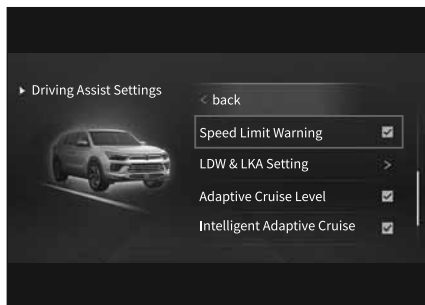 Driving Assist Settings
back
Speed Limit Warning
LDW & LKA Setting
Adaptive Cruise Level
Intelligent Adaptive Cruise